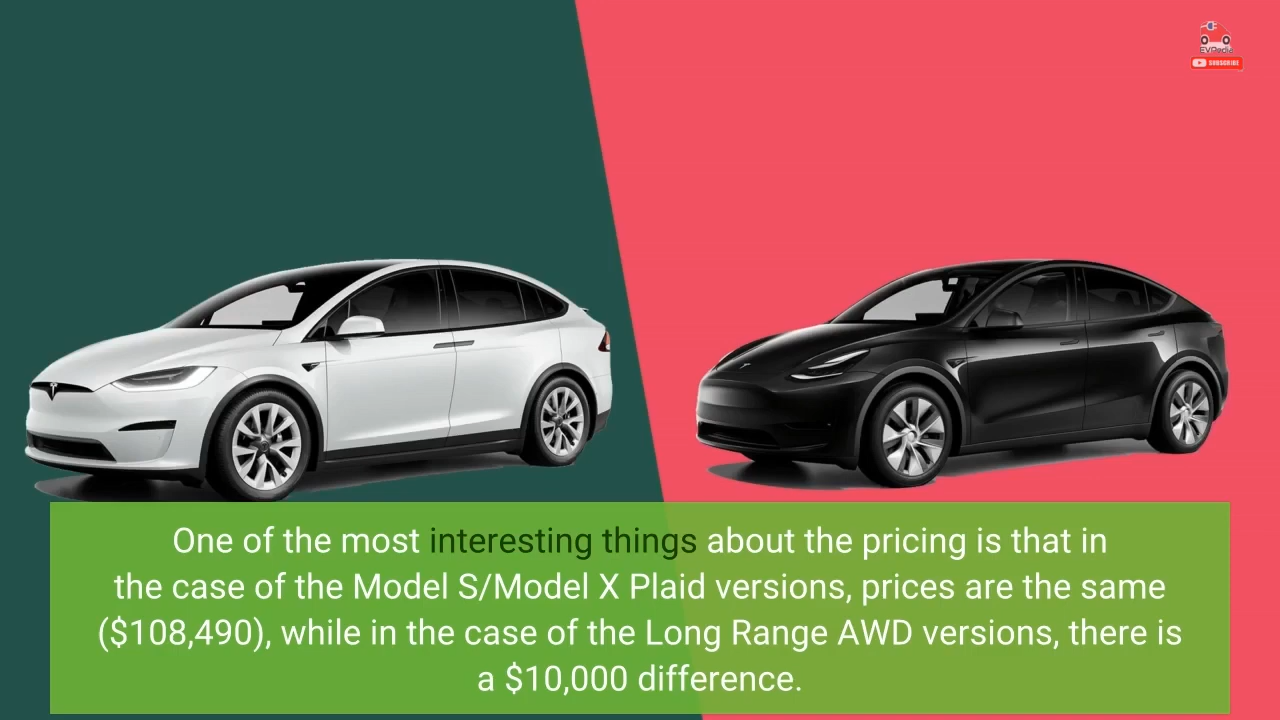 EVPedia
SUBSCRIBE
One of the most interesting things about the pricing is that in
the case of the Model S/Model X Plaid versions, prices are the same
($108,490), while in the case of the Long Range AWD versions, there is
a $10,000 difference.